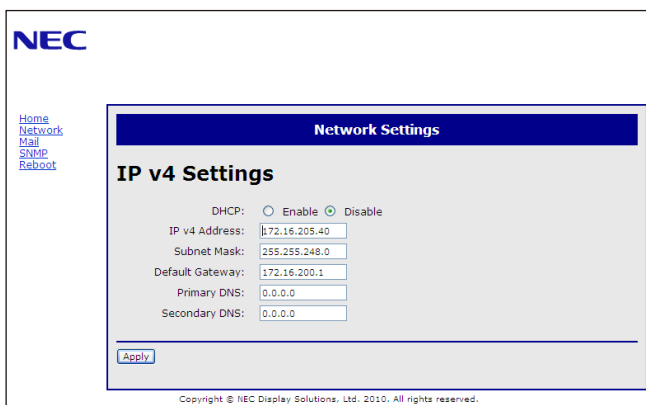 NEC
Home
Network
Mail
SNMP
Reboot
Network Settings
IP v4 Settings
DHCP: Enable Disable
IP v4 Address: 172.16.205.40
Subnet Mask: 255.255.248.0
Default Gateway: 172.16.200.1
Primary DNS: 0.0.0.0
Secondary DNS: 0.0.0.0
Apply
Copyright © NEC Display Solutions, Ltd. 2010. All rights reserved.